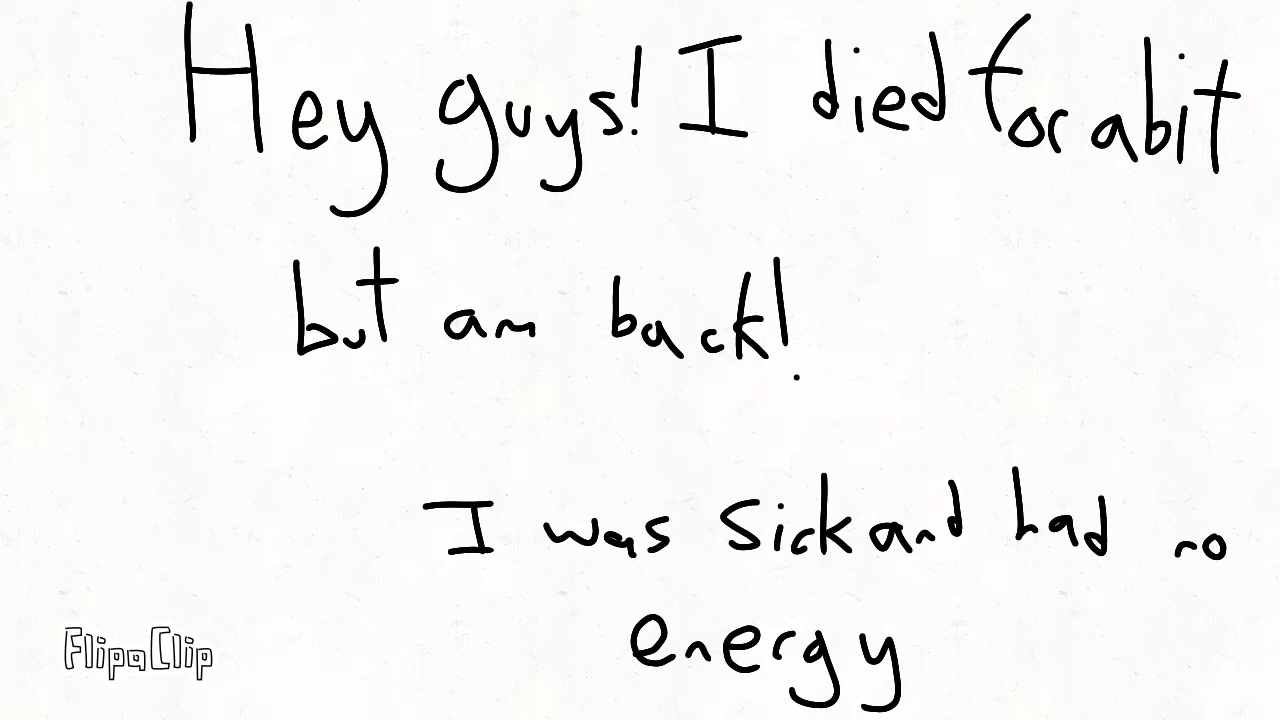 Hey guys! I died for abit
but am back!
I was sick and had no
energy
FlipaClip